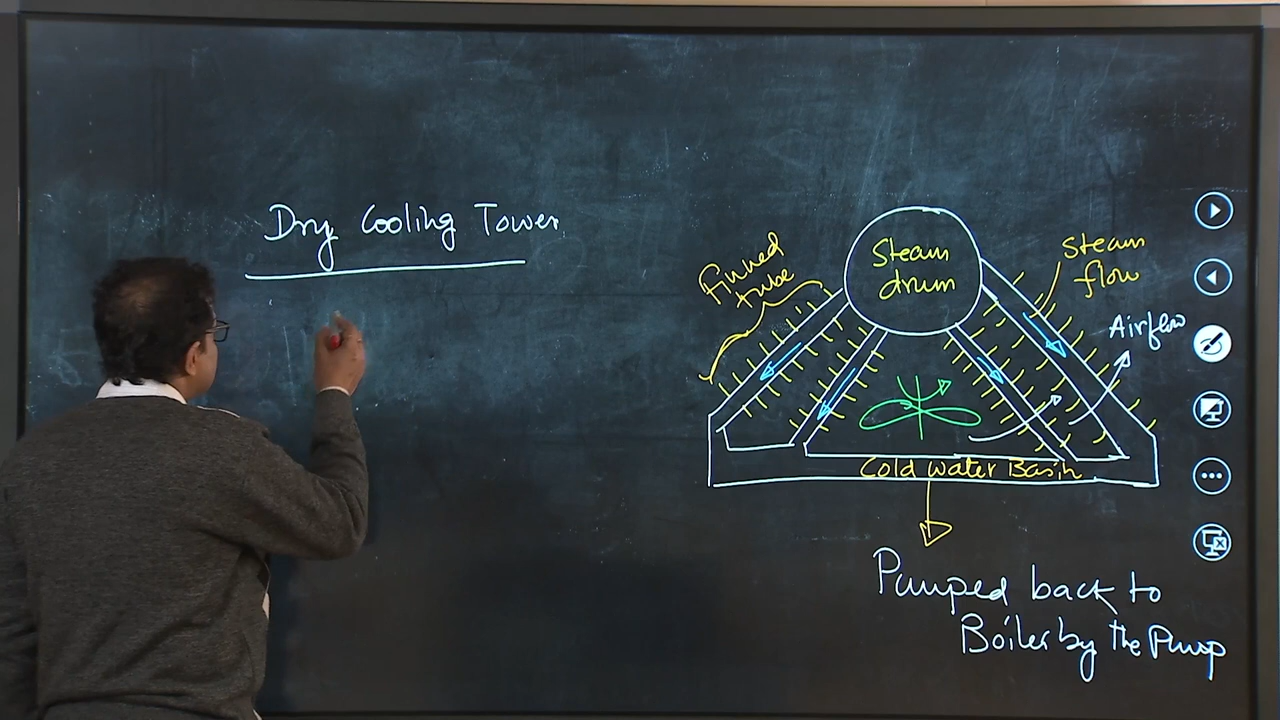 Dry Cooling Tower
Finned
tube
Steam
drum
Steam
flow
Airflow
Cold water Basin
Pumped back to
Boiler by the Pump